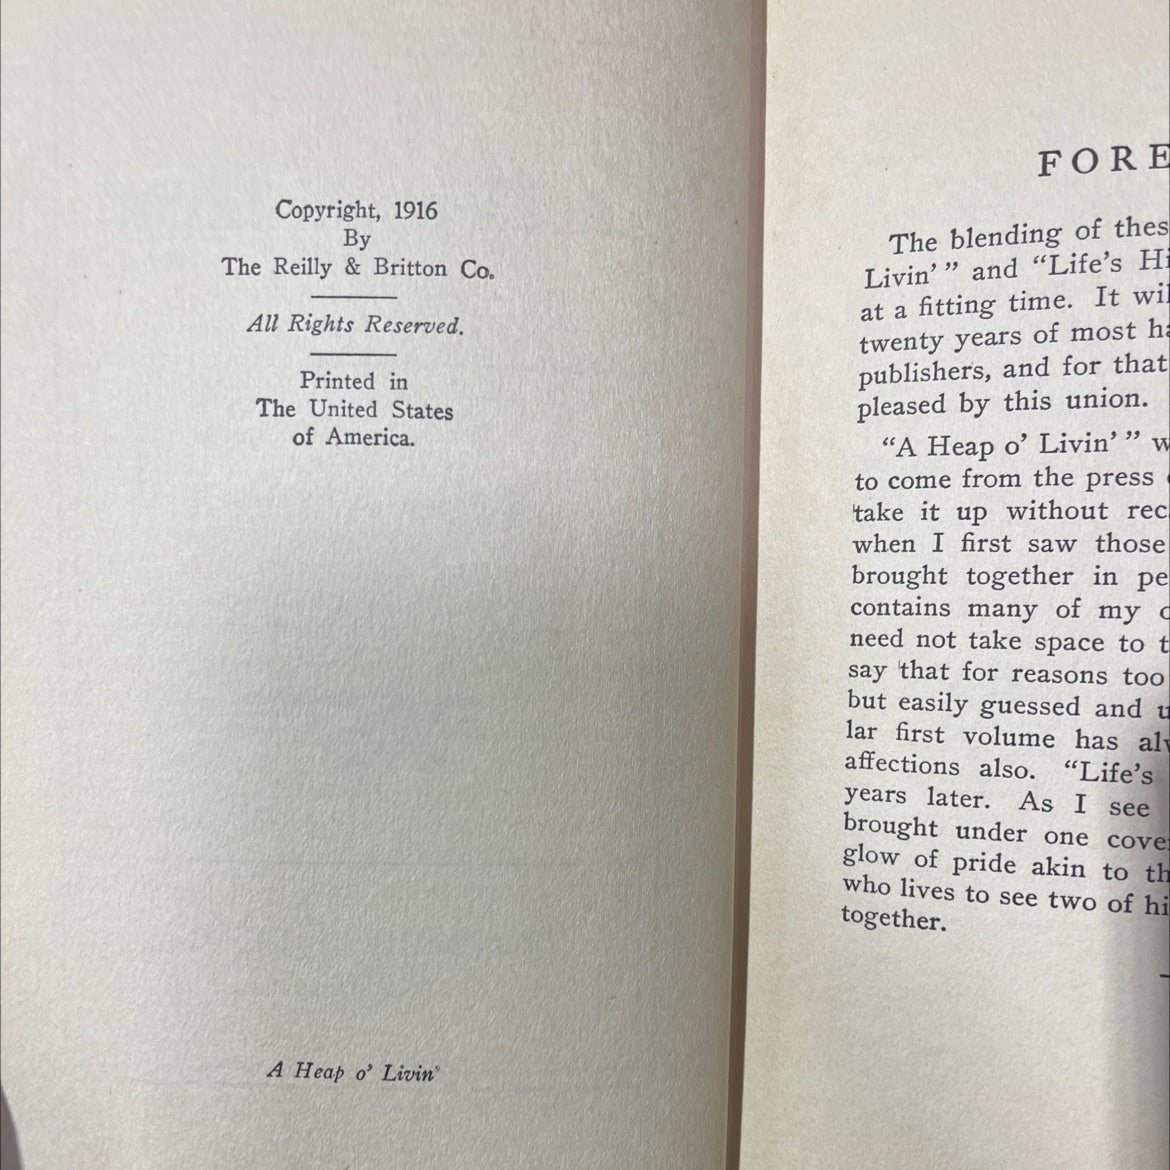 Copyright, 1916
By
The Reilly & Britton Co.
All Rights Reserved.
Printed in
The United States
of America.
A Heap o' Livin'
FORE
The blending of thes
Livin' " and "Life's Hi
at a fitting time. It wil
twenty years of most ha
publishers, and for that
pleased by this union.
"A Heap o' Livin' " w
to come from the press
take it up without rec
when I first saw those
brought together in pe
contains many of my
need not take space to t
say that for reasons too
but easily guessed and u
lar first volume has alw
affections also. "Life's
years later. As I see
brought under one cove
glow of pride akin to th
who lives to see two of hi
together.